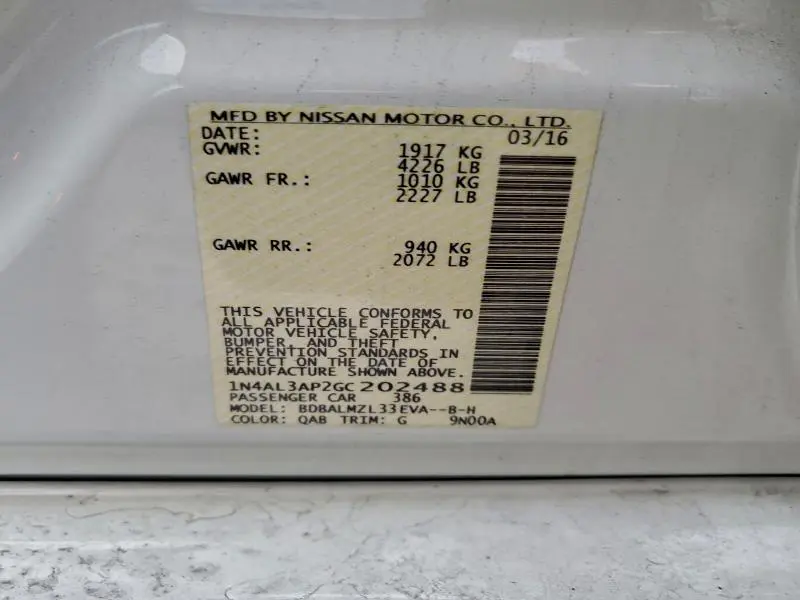 MFD BY NISSAN MOTOR CO., LTD.
DATE: 03/16
GVWR: 1917 KG
4226 LB
GAWR FR.: 1010 KG
2227 LB
GAWR RR.: 940 KG
2072 LB
THIS VEHICLE CONFORMS TO
ALL APPLICABLE FEDERAL
MOTOR VEHICLE SAFETY,
BUMPER, AND THEFT
PREVENTION STANDARDS IN
EFFECT ON THE DATE OF
MANUFACTURE SHOWN ABOVE.
1N4AL3AP2GC202488
PASSENGER CAR 386
MODEL: BDBALMZL33EVA--B-H
COLOR: QAB TRIM: G 9N00A